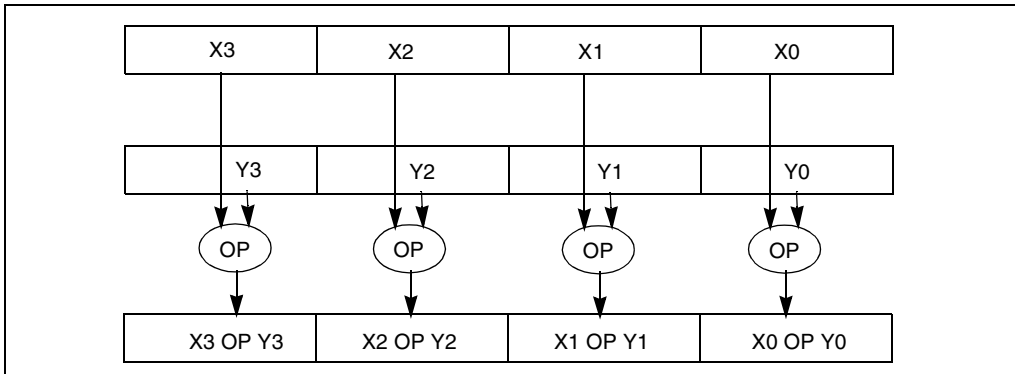 X3 X2 X1 X0
Y3 Y2 Y1 Y0
OP OP OP OP
X3 OP Y3 X2 OP Y2 X1 OP Y1 X0 OP Y0